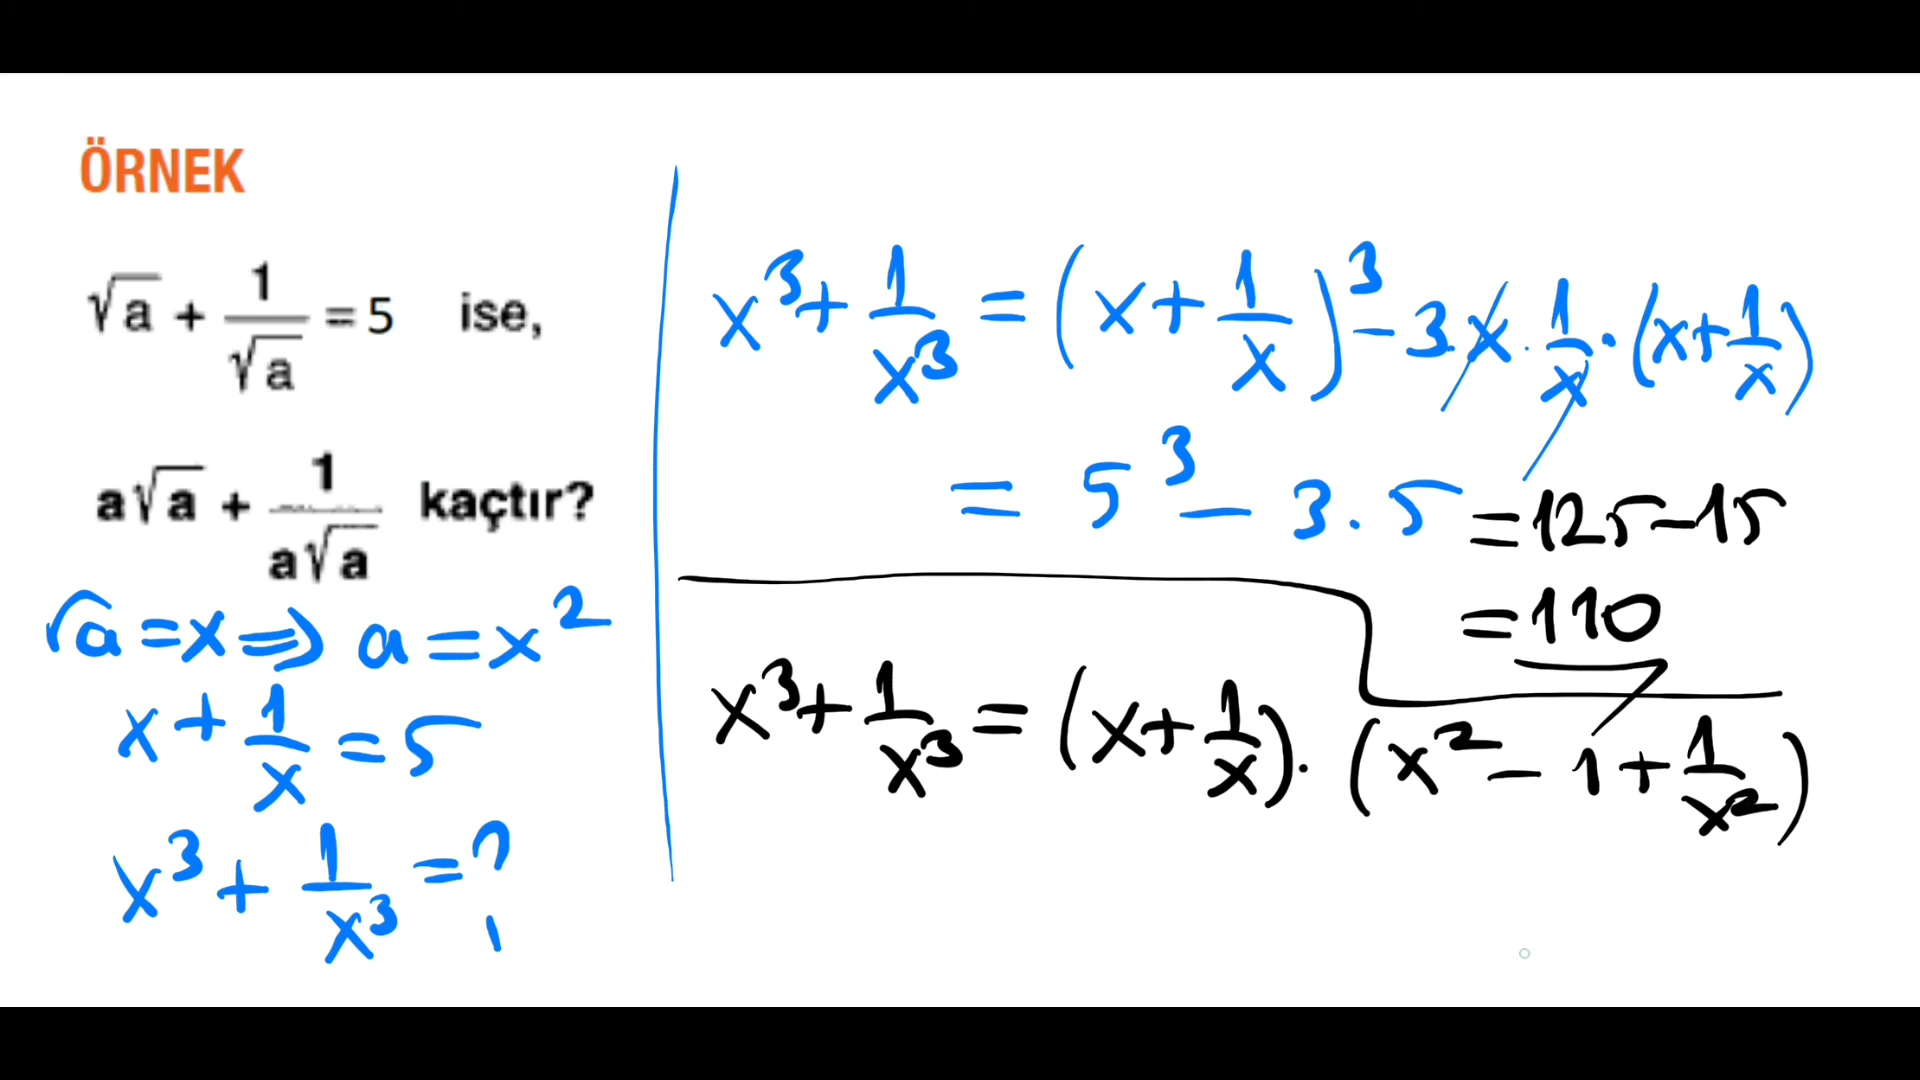 ÖRNEK
√a + 1/√a = 5 ise,
a√a + 1/(a√a) kaçtır?
√a = x ⇒ a = x²
x + 1/x = 5
x³ + 1/x³ = ?
x³ + 1/x³ = (x + 1/x)³ − 3.x.1/x.(x + 1/x)
= 5³ − 3.5 = 125 − 15
= 110
x³ + 1/x³ = (x + 1/x).(x² − 1 + 1/x²)